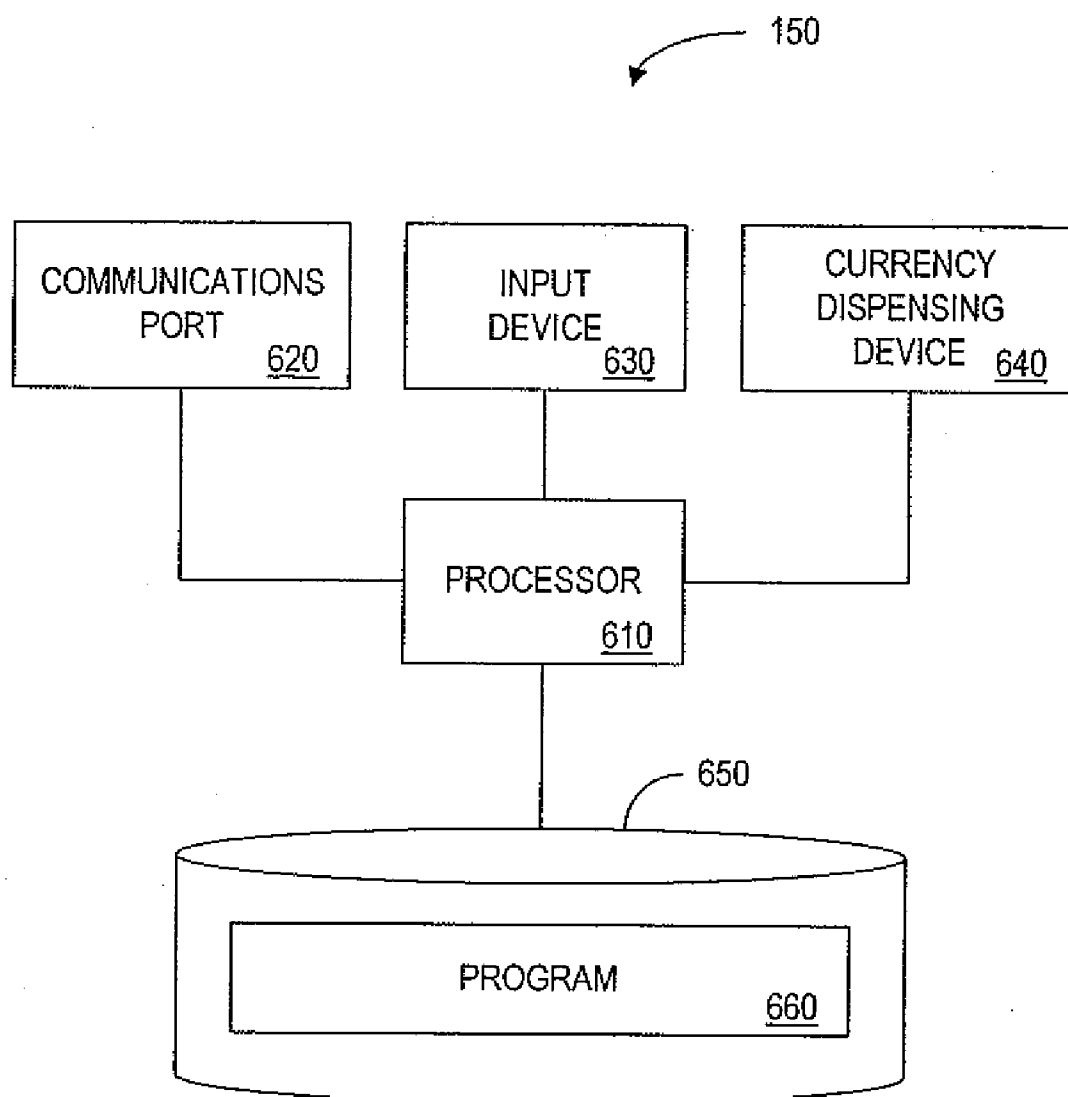 150
COMMUNICATIONS
PORT
620
INPUT
DEVICE
630
CURRENCY
DISPENSING
DEVICE
640
PROCESSOR
610
650
PROGRAM
660